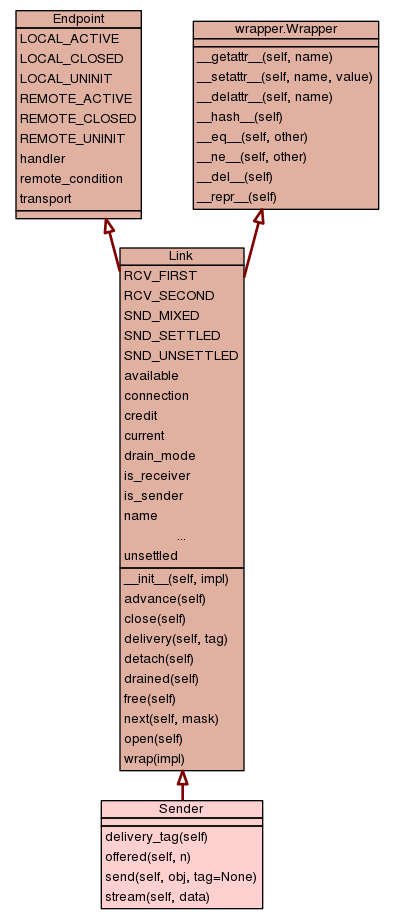 Endpoint
LOCAL_ACTIVE
LOCAL_CLOSED
LOCAL_UNINIT
REMOTE_ACTIVE
REMOTE_CLOSED
REMOTE_UNINIT
handler
remote_condition
transport
wrapper.Wrapper
__getattr__(self, name)
__setattr__(self, name, value)
__delattr__(self, name)
__hash__(self)
__eq__(self, other)
__ne__(self, other)
__del__(self)
__repr__(self)
Link
RCV_FIRST
RCV_SECOND
SND_MIXED
SND_SETTLED
SND_UNSETTLED
available
connection
credit
current
drain_mode
is_receiver
is_sender
name
...
unsettled
__init__(self, impl)
advance(self)
close(self)
delivery(self, tag)
detach(self)
drained(self)
free(self)
next(self, mask)
open(self)
wrap(impl)
Sender
delivery_tag(self)
offered(self, n)
send(self, obj, tag=None)
stream(self, data)